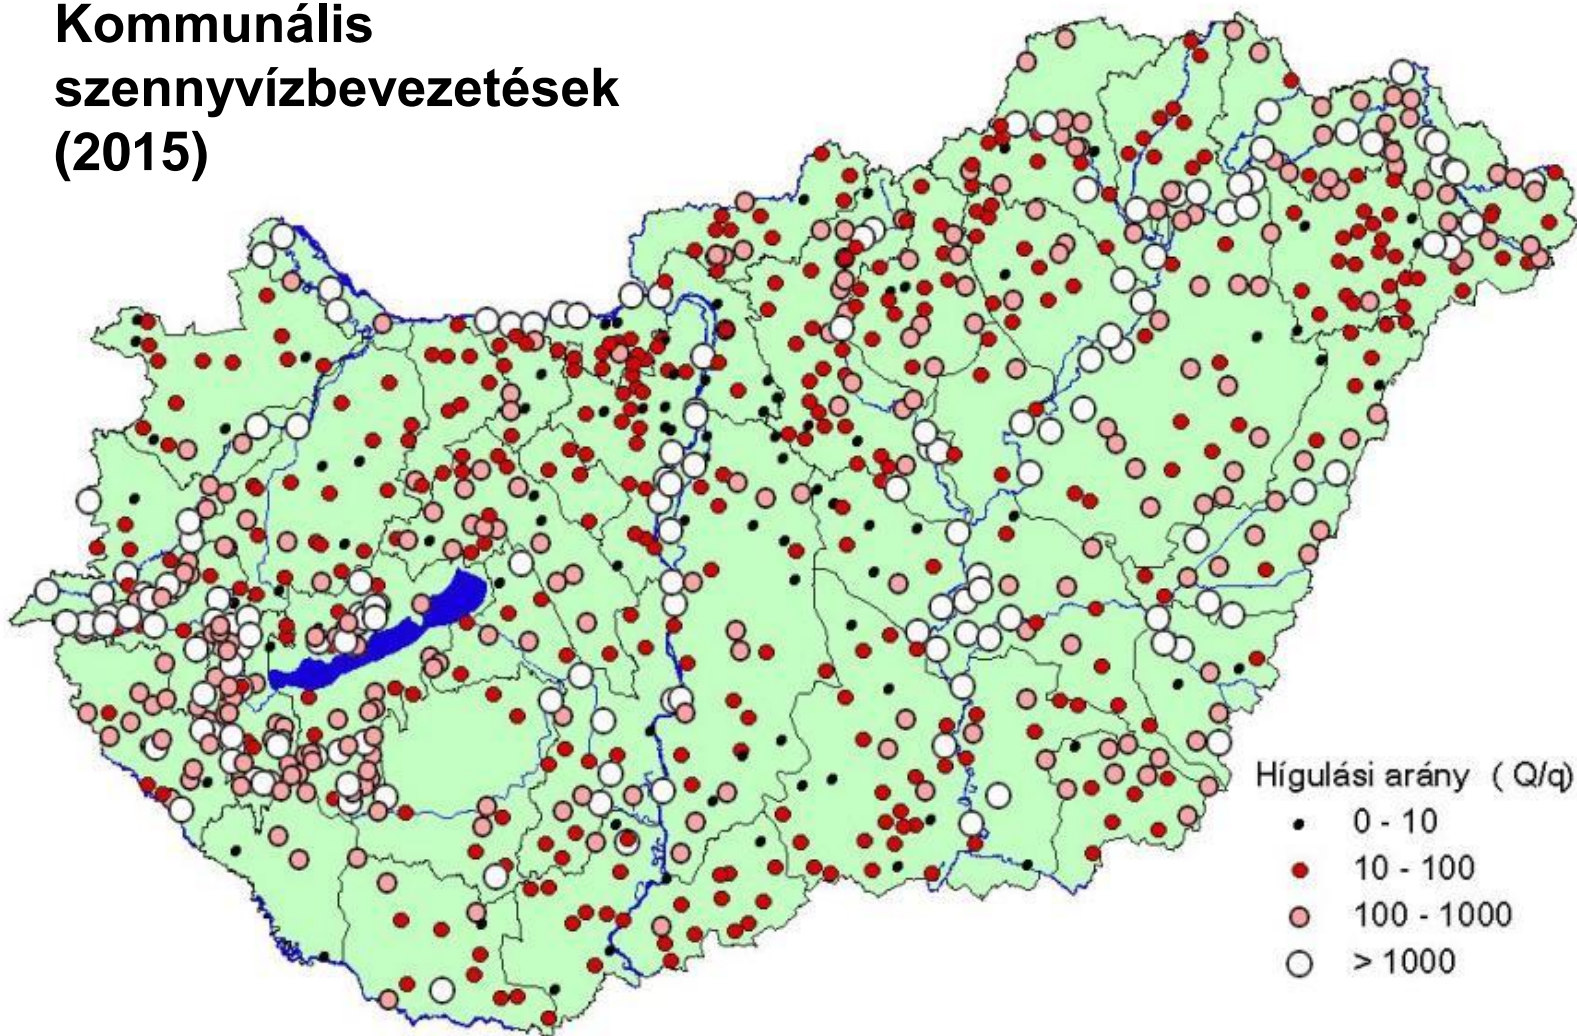 Kommunális
szennyvízbevezetések
(2015)
Hígulási arány ( Q/q)
0 - 10
10 - 100
100 - 1000
> 1000